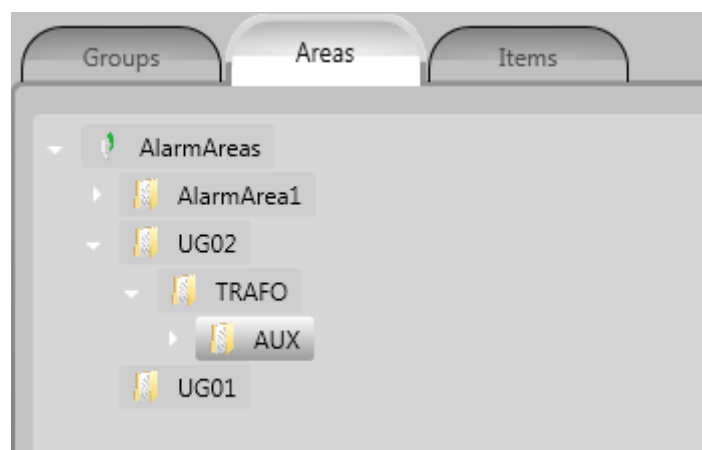 Groups Areas Items
AlarmAreas
AlarmArea1
UG02
TRAFO
AUX
UG01